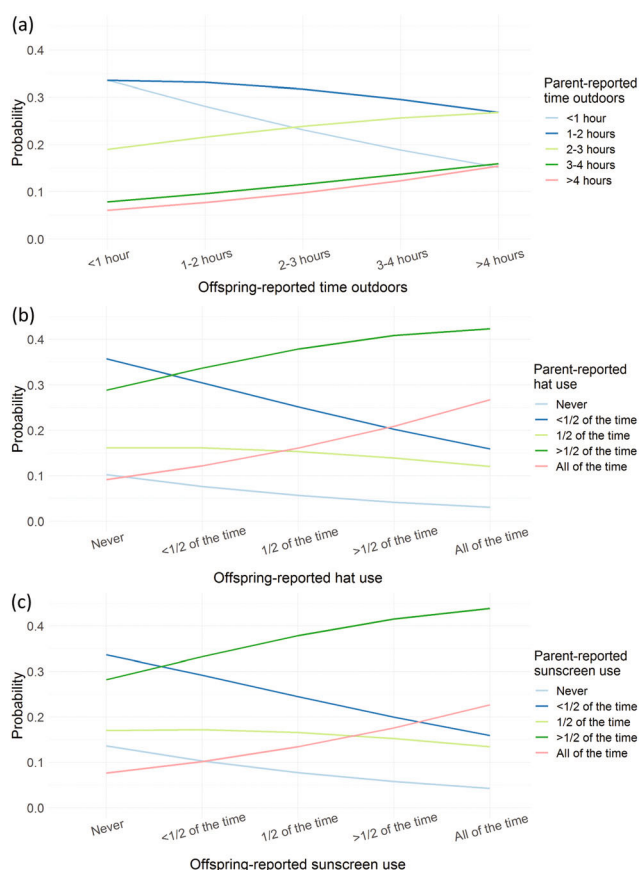 (a)
0.4
0.3
0.2
0.1
0.0
Probability
<1 hour
1-2 hours
2-3 hours
3-4 hours
>4 hours
Offspring-reported time outdoors
Parent-reported
time outdoors
<1 hour
1-2 hours
2-3 hours
3-4 hours
>4 hours
(b)
0.4
0.3
0.2
0.1
0.0
Probability
Never
<1/2 of the time
1/2 of the time
>1/2 of the time
All of the time
Offspring-reported hat use
Parent-reported
hat use
Never
<1/2 of the time
1/2 of the time
>1/2 of the time
All of the time
(c)
0.4
0.3
0.2
0.1
0.0
Probability
Never
<1/2 of the time
1/2 of the time
>1/2 of the time
All of the time
Offspring-reported sunscreen use
Parent-reported
sunscreen use
Never
<1/2 of the time
1/2 of the time
>1/2 of the time
All of the time